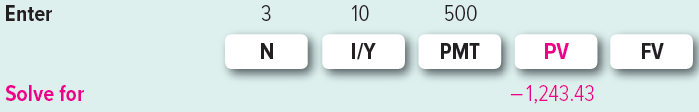 Enter 3 10 500
N I/Y PMT PV FV
Solve for −1,243.43